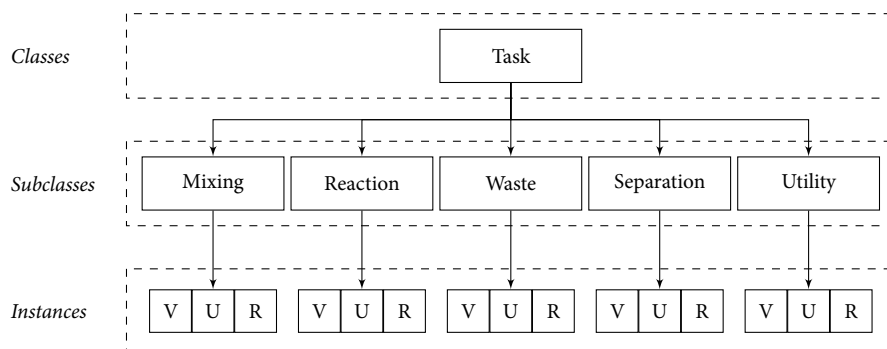 Classes
Task
Subclasses
Mixing
Reaction
Waste
Separation
Utility
Instances
V U R
V U R
V U R
V U R
V U R